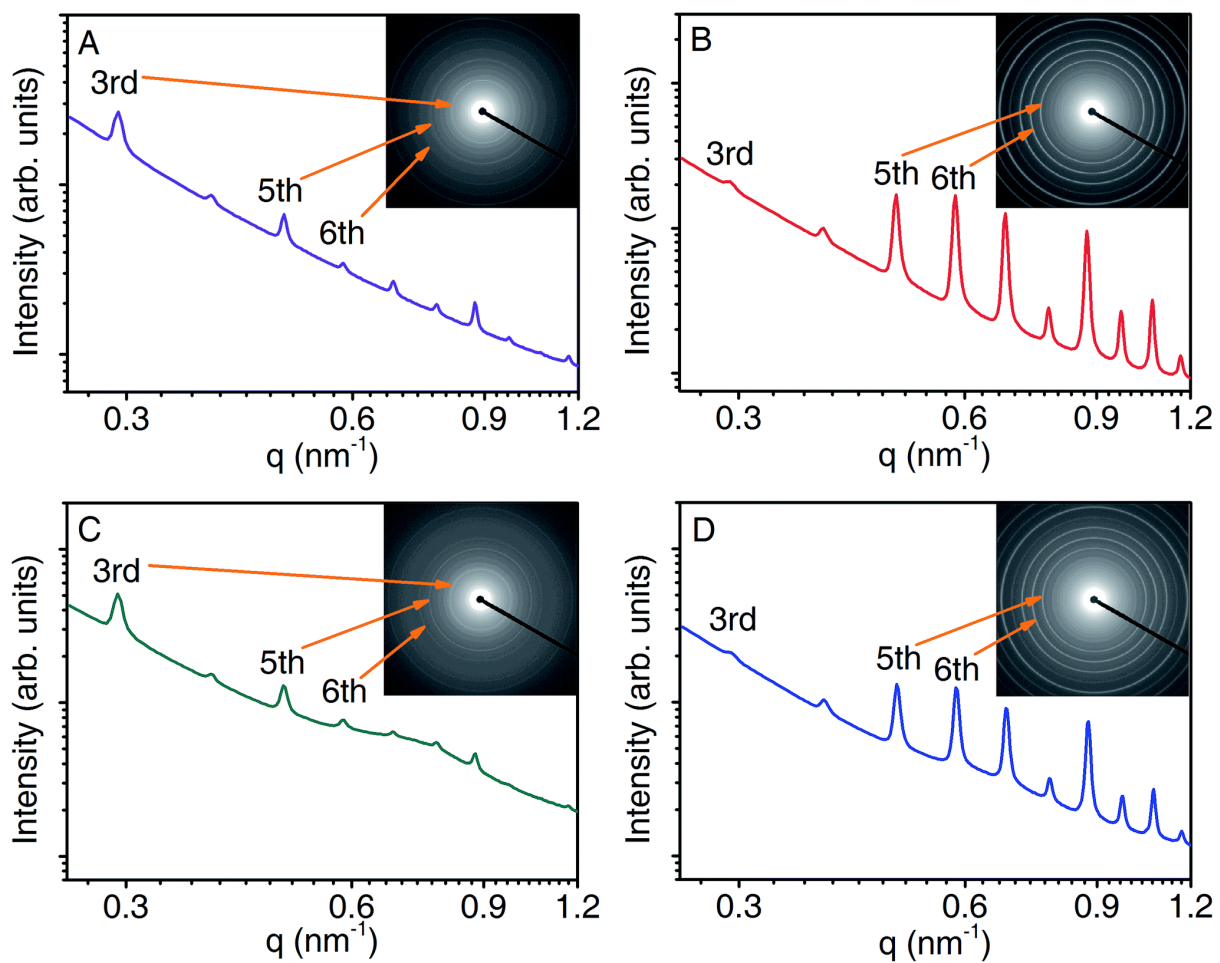 A
3rd
5th
6th
Intensity (arb. units)
0.3 0.6 0.9 1.2
q (nm⁻¹)
B
3rd
5th 6th
Intensity (arb. units)
0.3 0.6 0.9 1.2
q (nm⁻¹)
C
3rd
5th
6th
Intensity (arb. units)
0.3 0.6 0.9 1.2
q (nm⁻¹)
D
3rd
5th 6th
Intensity (arb. units)
0.3 0.6 0.9 1.2
q (nm⁻¹)